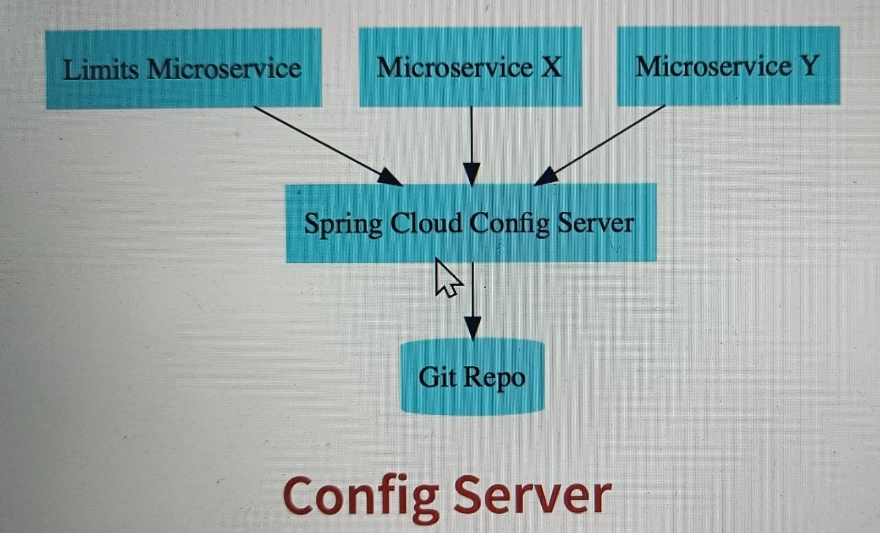 Limits Microservice
Microservice X
Microservice Y
Spring Cloud Config Server
Git Repo
Config Server